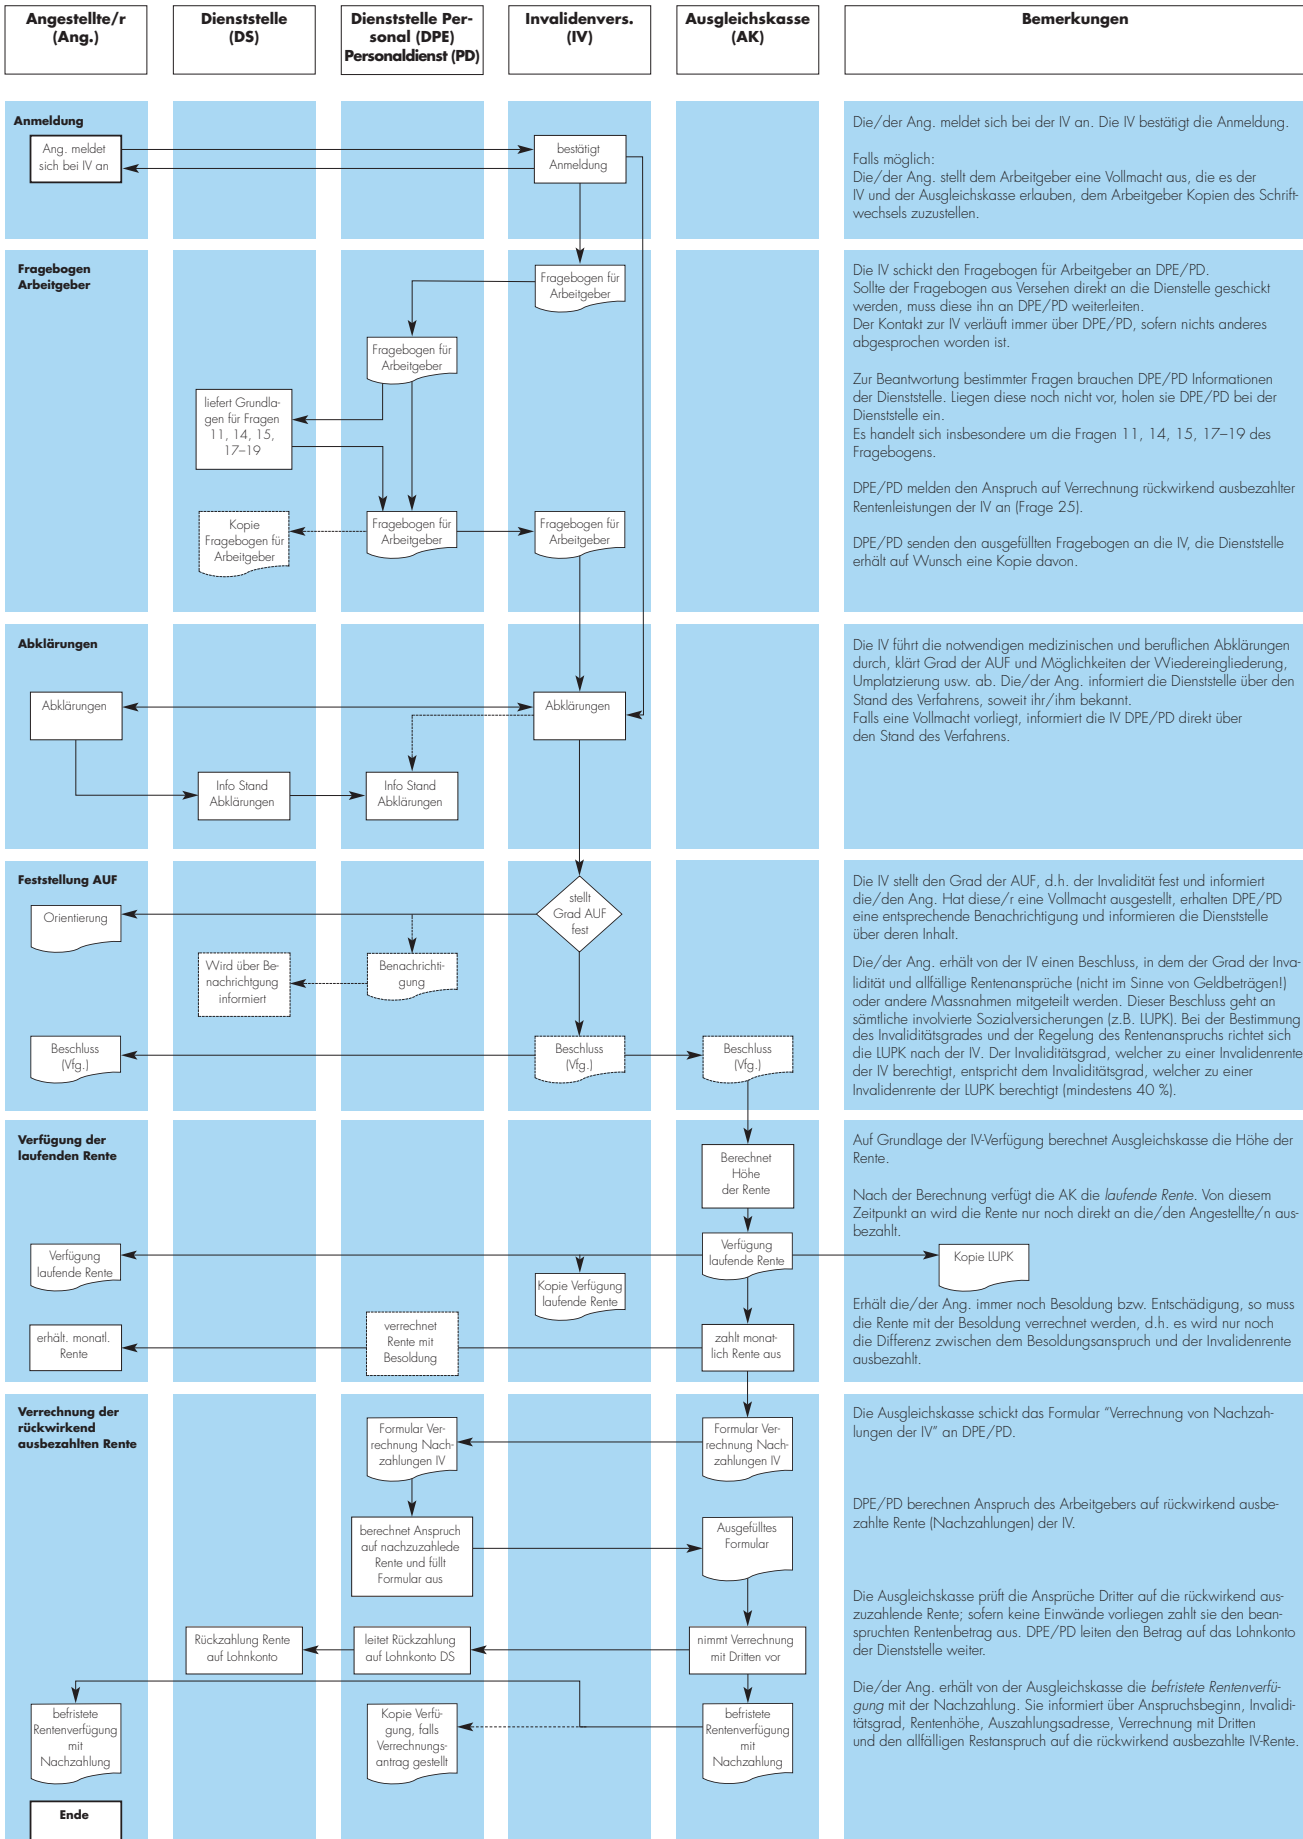 Angestellte/r
(Ang.)
Dienststelle
(DS)
Dienststelle Per-
sonal (DPE)
Personaldienst (PD)
Invalidenvers.
(IV)
Ausgleichskasse
(AK)
Bemerkungen
Anmeldung
Ang. meldet
sich bei IV an
bestätigt
Anmeldung
Die/der Ang. meldet sich bei der IV an. Die IV bestätigt die Anmeldung.
Falls möglich:
Die/der Ang. stellt dem Arbeitgeber eine Vollmacht aus, die es der
IV und der Ausgleichskasse erlauben, dem Arbeitgeber Kopien des Schrift-
wechsels zuzustellen.
Fragebogen
Arbeitgeber
Fragebogen für
Arbeitgeber
Fragebogen für
Arbeitgeber
liefert Grundla-
gen für Fragen
11, 14, 15,
17–19
Kopie
Fragebogen für
Arbeitgeber
Fragebogen für
Arbeitgeber
Fragebogen für
Arbeitgeber
Die IV schickt den Fragebogen für Arbeitgeber an DPE/PD.
Sollte der Fragebogen aus Versehen direkt an die Dienstelle geschickt
werden, muss diese ihn an DPE/PD weiterleiten.
Der Kontakt zur IV verläuft immer über DPE/PD, sofern nichts anderes
abgesprochen worden ist.
Zur Beantwortung bestimmter Fragen brauchen DPE/PD Informationen
der Dienststelle. Liegen diese noch nicht vor, holen sie DPE/PD bei der
Dienststelle ein.
Es handelt sich insbesondere um die Fragen 11, 14, 15, 17–19 des
Fragebogens.
DPE/PD melden den Anspruch auf Verrechnung rückwirkend ausbezahlter
Rentenleistungen der IV an (Frage 25).
DPE/PD senden den ausgefüllten Fragebogen an die IV, die Dienststelle
erhält auf Wunsch eine Kopie davon.
Abklärungen
Abklärungen
Abklärungen
Info Stand
Abklärungen
Info Stand
Abklärungen
Die IV führt die notwendigen medizinischen und beruflichen Abklärungen
durch, klärt Grad der AUF und Möglichkeiten der Wiedereingliederung,
Umplatzierung usw. ab. Die/der Ang. informiert die Dienststelle über den
Stand des Verfahrens, soweit ihr/ihm bekannt.
Falls eine Vollmacht vorliegt, informiert die IV DPE/PD direkt über
den Stand des Verfahrens.
Feststellung AUF
Orientierung
stellt
Grad AUF
fest
Wird über Be-
nachrichtgung
informiert
Benachrichti-
gung
Beschluss
(Vfg.)
Beschluss
(Vfg.)
Beschluss
(Vfg.)
Die IV stellt den Grad der AUF, d.h. der Invalidität fest und informiert
die/den Ang. Hat diese/r eine Vollmacht ausgestellt, erhalten DPE/PD
eine entsprechende Benachrichtigung und informieren die Dienststelle
über deren Inhalt.
Die/der Ang. erhält von der IV einen Beschluss, in dem der Grad der Inva-
lidität und allfällige Rentenansprüche (nicht im Sinne von Geldbeträgen!)
oder andere Massnahmen mitgeteilt werden. Dieser Beschluss geht an
sämtliche involvierte Sozialversicherungen (z.B. LUPK). Bei der Bestimmung
des Invaliditätsgrades und der Regelung des Rentenanspruchs richtet sich
die LUPK nach der IV. Der Invaliditätsgrad, welcher zu einer Invalidenrente
der IV berechtigt, entspricht dem Invaliditätsgrad, welcher zu einer
Invalidenrente der LUPK berechtigt (mindestens 40 %).
Verfügung der
laufenden Rente
Berechnet
Höhe
der Rente
Verfügung
laufende Rente
Kopie Verfügung
laufende Rente
Verfügung
laufende Rente
Kopie LUPK
erhält. monatl.
Rente
verrechnet
Rente mit
Besoldung
zahlt monat-
lich Rente aus
Auf Grundlage der IV-Verfügung berechnet Ausgleichskasse die Höhe der
Rente.
Nach der Berechnung verfügt die AK die laufende Rente. Von diesem
Zeitpunkt an wird die Rente nur noch direkt an die/den Angestellte/n aus-
bezahlt.
Erhält die/der Ang. immer noch Besoldung bzw. Entschädigung, so muss
die Rente mit der Besoldung verrechnet werden, d.h. es wird nur noch
die Differenz zwischen dem Besoldungsanspruch und der Invalidenrente
ausbezahlt.
Verrechnung der
rückwirkend
ausbezahlten Rente
Formular Ver-
rechnung Nach-
zahlungen IV
Formular Ver-
rechnung Nach-
zahlungen IV
berechnet Anspruch
auf nachzuzahlede
Rente und füllt
Formular aus
Ausgefülltes
Formular
Rückzahlung Rente
auf Lohnkonto
leitet Rückzahlung
auf Lohnkonto DS
nimmt Verrechnung
mit Dritten vor
befristete
Rentenverfügung
mit
Nachzahlung
Kopie Verfü-
gung, falls
Verrechnungs-
antrag gestellt
befristete
Rentenverfügung
mit
Nachzahlung
Die Ausgleichskasse schickt das Formular "Verrechnung von Nachzah-
lungen der IV" an DPE/PD.
DPE/PD berechnen Anspruch des Arbeitgebers auf rückwirkend ausbe-
zahlte Rente (Nachzahlungen) der IV.
Die Ausgleichskasse prüft die Ansprüche Dritter auf die rückwirkend aus-
zuzahlende Rente; sofern keine Einwände vorliegen zahlt sie den bean-
spruchten Rentenbetrag aus. DPE/PD leiten den Betrag auf das Lohnkonto
der Dienststelle weiter.
Die/der Ang. erhält von der Ausgleichskasse die befristete Rentenverfü-
gung mit der Nachzahlung. Sie informiert über Anspruchsbeginn, Invalidi-
tätsgrad, Rentenhöhe, Auszahlungsadresse, Verrechnung mit Dritten
und den allfälligen Restanspruch auf die rückwirkend ausbezahlte IV-Rente.
Ende